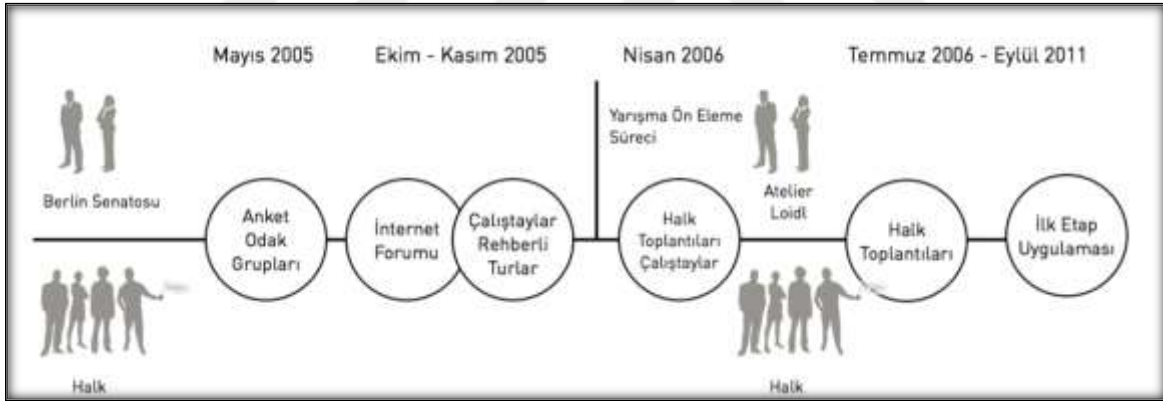 Mayıs 2005
Ekim - Kasım 2005
Nisan 2006
Temmuz 2006 - Eylül 2011
Yarışma Ön Eleme
Süreci
Berlin Senatosu
Atelier
Loidl
Anket
Odak
Grupları
İnternet
Forumu
Çalıştaylar
Rehberli
Turlar
Halk
Toplantıları
Çalıştaylar
Halk
Toplantıları
İlk Etap
Uygulaması
Halk
Halk